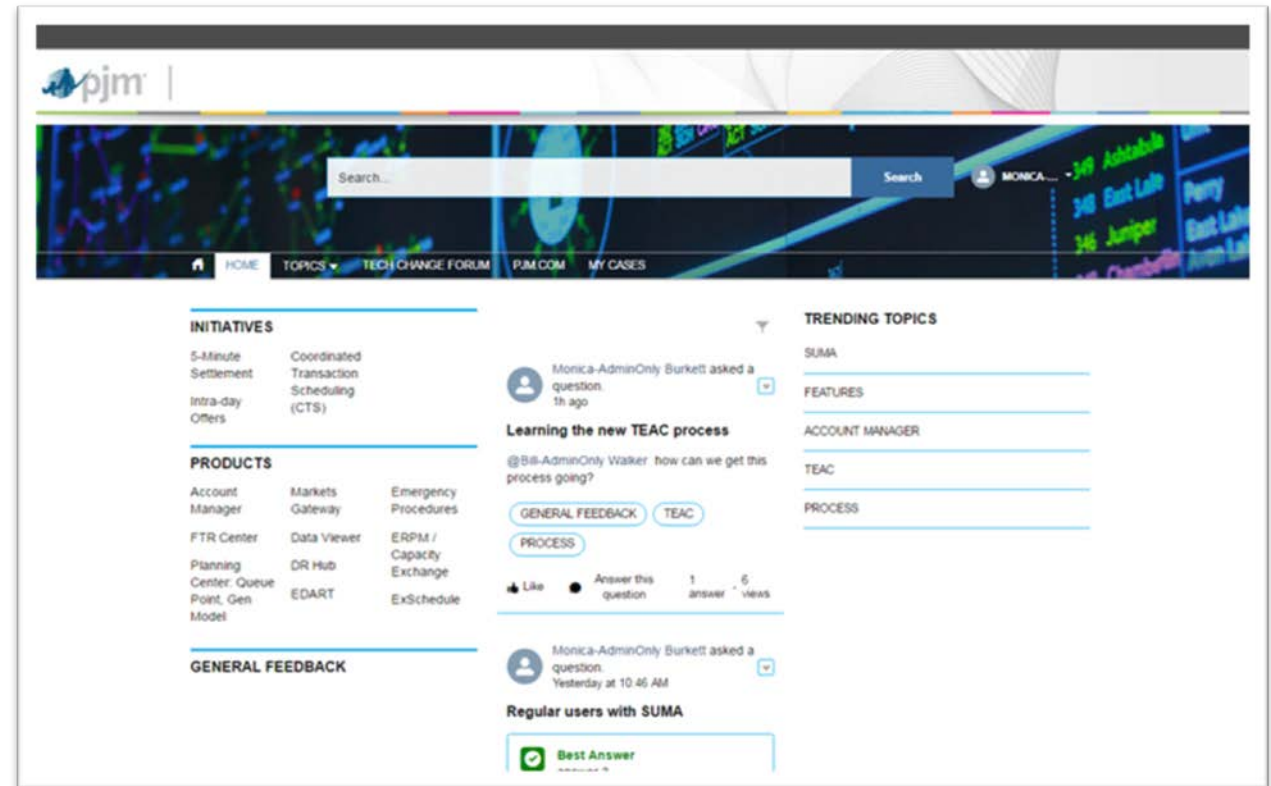 pjm
Search...
Search
MONICA-...
349 Ashtabula
348 East Lake
346 Juniper
Perry
East Lake
HOME
TOPICS
TECH CHANGE FORUM
PJM.COM
MY CASES
INITIATIVES
5-Minute
Settlement
Intra-day
Offers
Coordinated
Transaction
Scheduling
(CTS)
PRODUCTS
Account
Manager
FTR Center
Planning
Center: Queue
Point, Gen
Model
Markets
Gateway
Data Viewer
DR Hub
EDART
Emergency
Procedures
ERPM /
Capacity
Exchange
ExSchedule
GENERAL FEEDBACK
Monica-AdminOnly Burkett asked a
question.
1h ago
Learning the new TEAC process
@Bill-AdminOnly Walker how can we get this
process going?
GENERAL FEEDBACK
TEAC
PROCESS
Like
Answer this
question
1
answer
·
6
views
Monica-AdminOnly Burkett asked a
question.
Yesterday at 10:46 AM
Regular users with SUMA
Best Answer
TRENDING TOPICS
SUMA
FEATURES
ACCOUNT MANAGER
TEAC
PROCESS